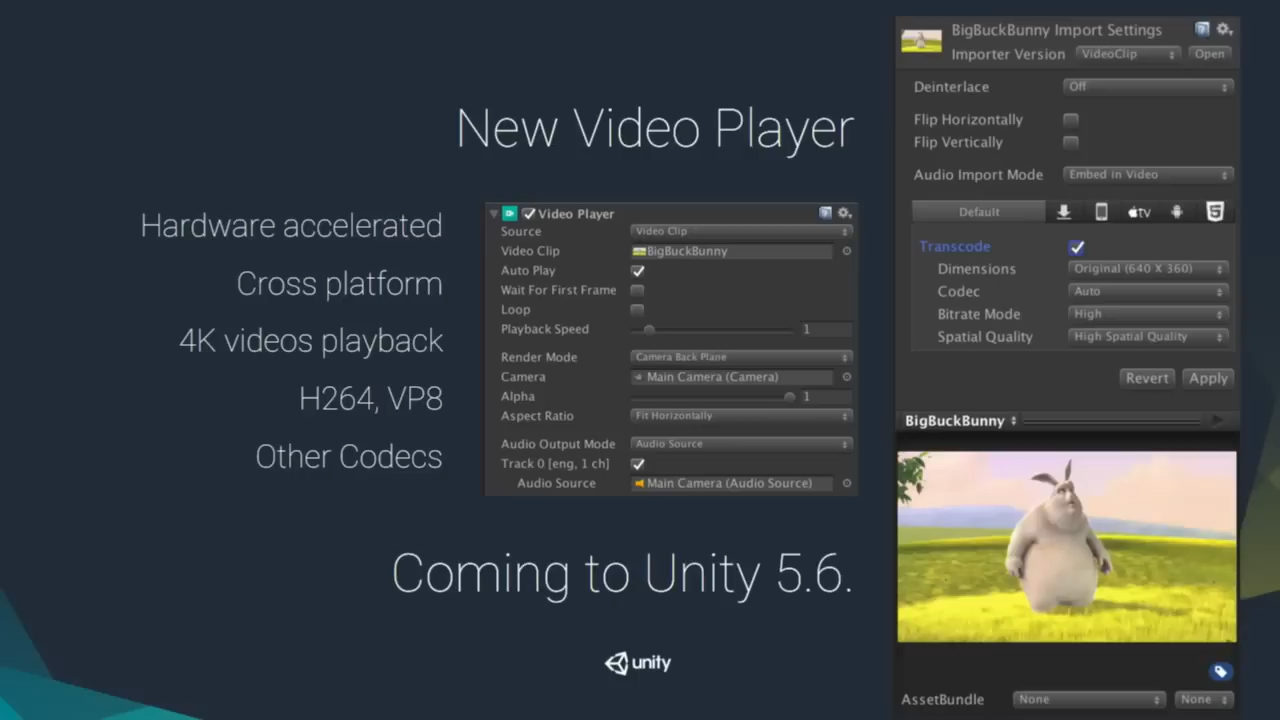 New Video Player
Hardware accelerated
Cross platform
4K videos playback
H264, VP8
Other Codecs
Video Player
Source Video Clip
Video Clip BigBuckBunny
Auto Play
Wait For First Frame
Loop
Playback Speed 1
Render Mode Camera Back Plane
Camera Main Camera (Camera)
Alpha 1
Aspect Ratio Fit Horizontally
Audio Output Mode Audio Source
Track 0 [eng, 1 ch]
Audio Source Main Camera (Audio Source)
Coming to Unity 5.6.
unity
BigBuckBunny Import Settings
Importer Version VideoClip Open
Deinterlace Off
Flip Horizontally
Flip Vertically
Audio Import Mode Embed in Video
Default tv 5
Transcode
Dimensions Original (640 X 360)
Codec Auto
Bitrate Mode High
Spatial Quality High Spatial Quality
Revert Apply
BigBuckBunny
AssetBundle None None